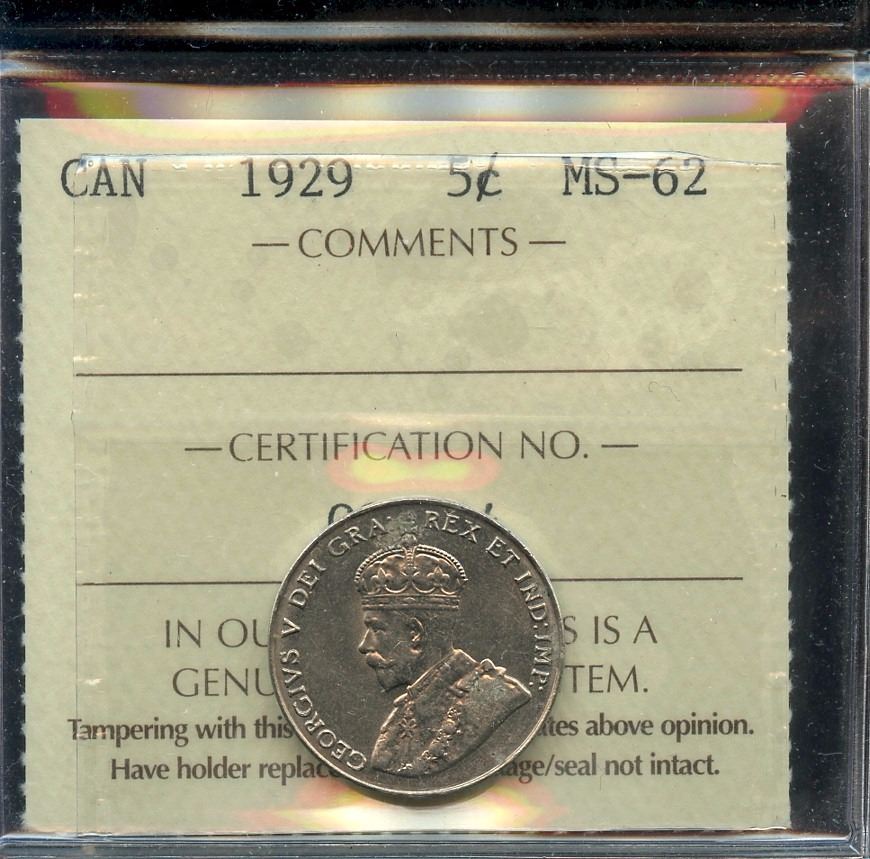 CAN 1929 5¢ MS-62
— COMMENTS —
— CERTIFICATION NO. —
IN OU S IS A
GENU TEM.
Tampering with this tes above opinion.
Have holder replac age/seal not intact.
GEORGIVS V DEI GRA: REX ET IND: IMP: